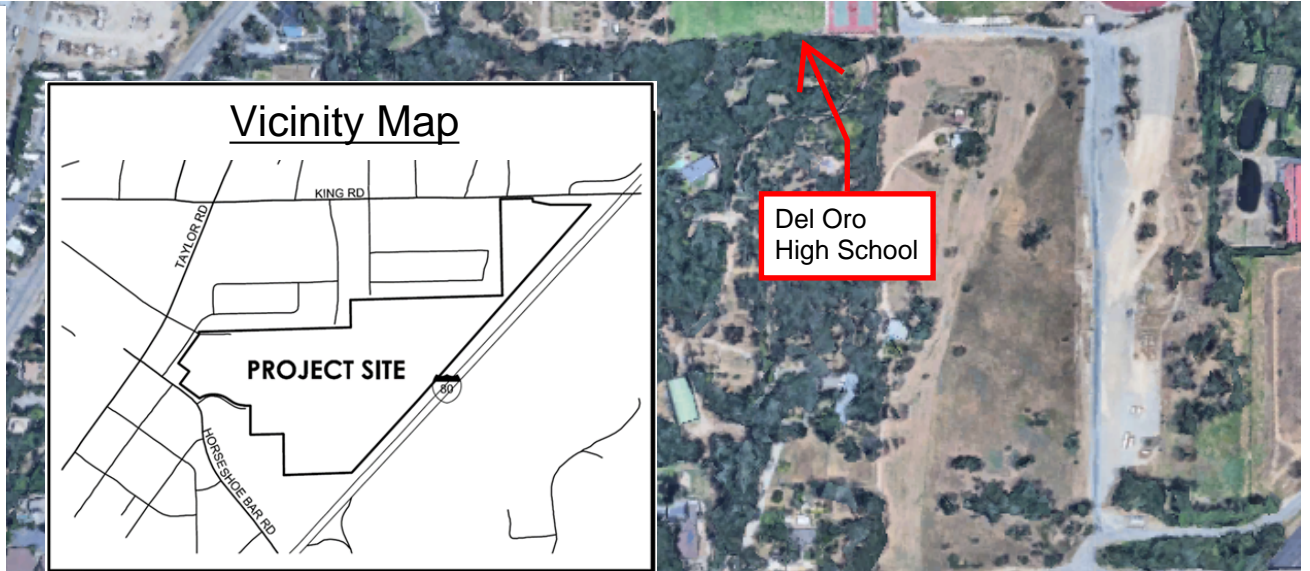 Vicinity Map
KING RD
TAYLOR RD
PROJECT SITE
80
HORSESHOE BAR RD
Del Oro
High School